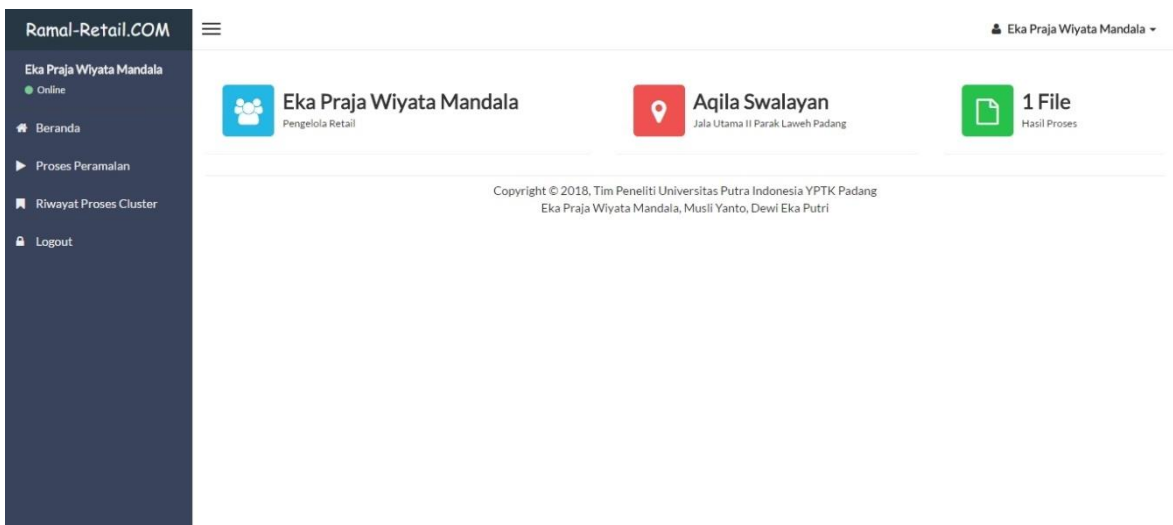 Ramal-Retail.COM
Eka Praja Wiyata Mandala
Eka Praja Wiyata Mandala
Online
Beranda
Proses Peramalan
Riwayat Proses Cluster
Logout
Eka Praja Wiyata Mandala
Pengelola Retail
Aqila Swalayan
Jala Utama II Parak Laweh Padang
1 File
Hasil Proses
Copyright © 2018, Tim Peneliti Universitas Putra Indonesia YPTK Padang
Eka Praja Wiyata Mandala, Musli Yanto, Dewi Eka Putri